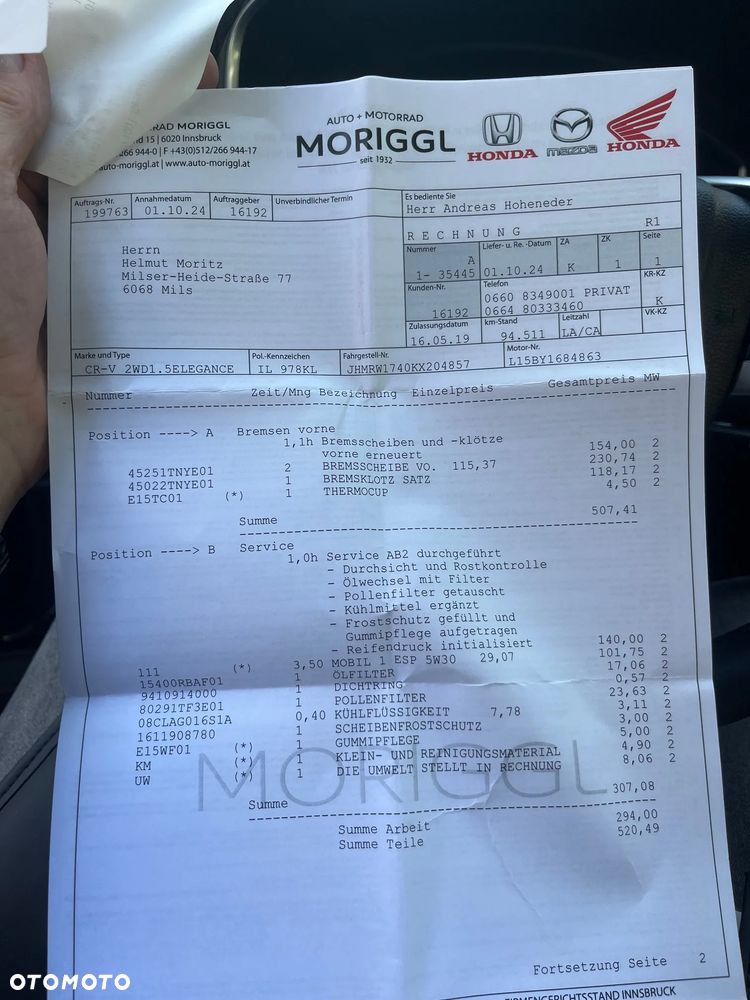 RAD MORIGGL
15 | 6020 Innsbruck
266 944-0 | F +43(0)512/266 944-17
auto-moriggl.at | www.auto-moriggl.at
AUTO + MOTORRAD
MORIGGL
seit 1932
HONDA
mazda
HONDA
Auftrags-Nr. Annahmedatum Auftraggeber Unverbindlicher Termin Es bediente Sie
199763 01.10.24 16192 Herr Andreas Hoheneder
RECHNUNG R1
Herrn
Helmut Moritz
Milser-Heide-Straße 77
6068 Mils
Nummer Liefer- u. Re.-Datum ZA ZK Seite
A
1- 35445 01.10.24 K 1 1
Kunden-Nr. Telefon KR-KZ
0660 8349001 PRIVAT
16192 0664 80333460 K
Zulassungsdatum km-Stand Leitzahl VK-KZ
16.05.19 94.511 LA/CA
Marke und Type Pol.-Kennzeichen Fahrgestell-Nr. Motor-Nr.
CR-V 2WD1.5ELEGANCE IL 978KL JHMRW1740KX204857 L15BY1684863
Nummer Zeit/Mng Bezeichnung Einzelpreis Gesamtpreis MW
Position ----> A Bremsen vorne
1,1h Bremsscheiben und -klötze
vorne erneuert 154,00 2
45251TNYE01 2 BREMSSCHEIBE VO. 115,37 230,74 2
45022TNYE01 1 BREMSKLOTZ SATZ 118,17 2
E15TC01 (*) 1 THERMOCUP 4,50 2
Summe 507,41
Position ----> B Service
1,0h Service AB2 durchgeführt
- Durchsicht und Rostkontrolle
- Ölwechsel mit Filter
- Pollenfilter getauscht
- Kühlmittel ergänzt
- Frostschutz gefüllt und
Gummipflege aufgetragen
- Reifendruck initialisiert 140,00 2
111 (*) 3,50 MOBIL 1 ESP 5W30 29,07 101,75 2
15400RBAF01 1 ÖLFILTER 17,06 2
9410914000 1 DICHTRING 0,57 2
80291TF3E01 1 POLLENFILTER 23,63 2
08CLAG016S1A 0,40 KÜHLFLÜSSIGKEIT 7,78 3,11 2
1611908780 1 SCHEIBENFROSTSCHUTZ 3,00 2
E15WF01 (*) 1 GUMMIPFLEGE 5,00 2
KM (*) 1 KLEIN- UND REINIGUNGSMATERIAL 4,90 2
UW (*) 1 DIE UMWELT STELLT IN RECHNUNG 8,06 2
MORIGGL
Summe 307,08
Summe Arbeit 294,00
Summe Teile 520,49
Fortsetzung Seite 2
FIRMENGERICHTSSTAND INNSBRUCK
OTOMOTO